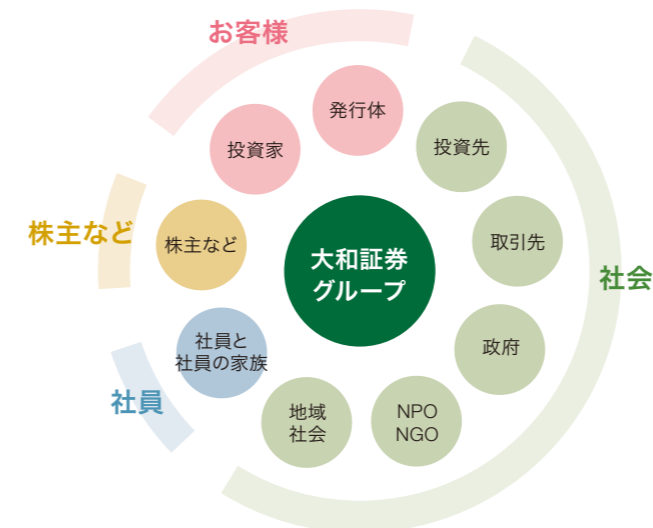 お客様
発行体
投資家
投資先
株主など
株主など
取引先
大和証券
グループ
社会
社員と
社員の家族
政府
社員
地域
社会
NPO
NGO